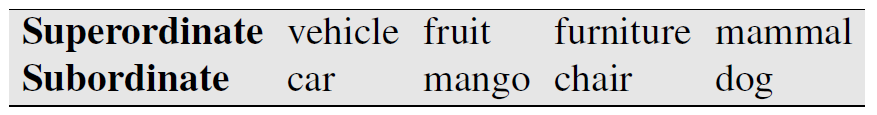 Superordinate vehicle fruit furniture mammal
Subordinate car mango chair dog